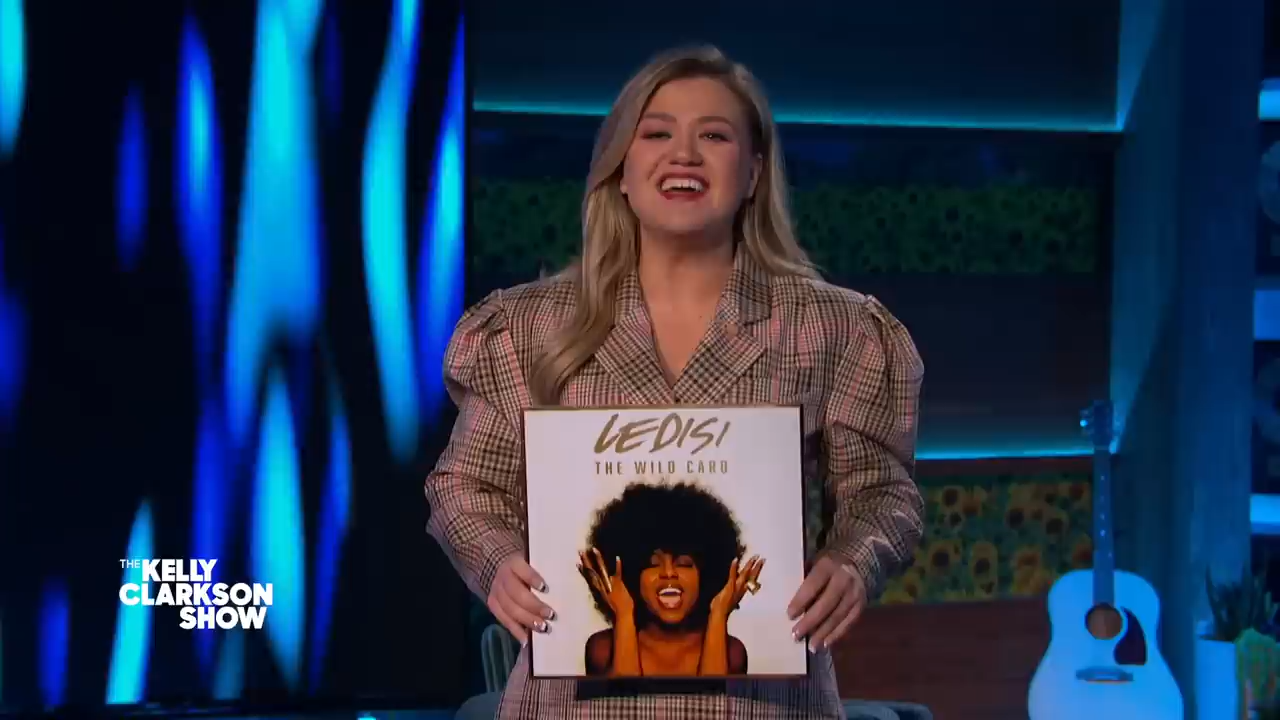 LEDISI
THE WILD CARD
THE KELLY
CLARKSON
SHOW